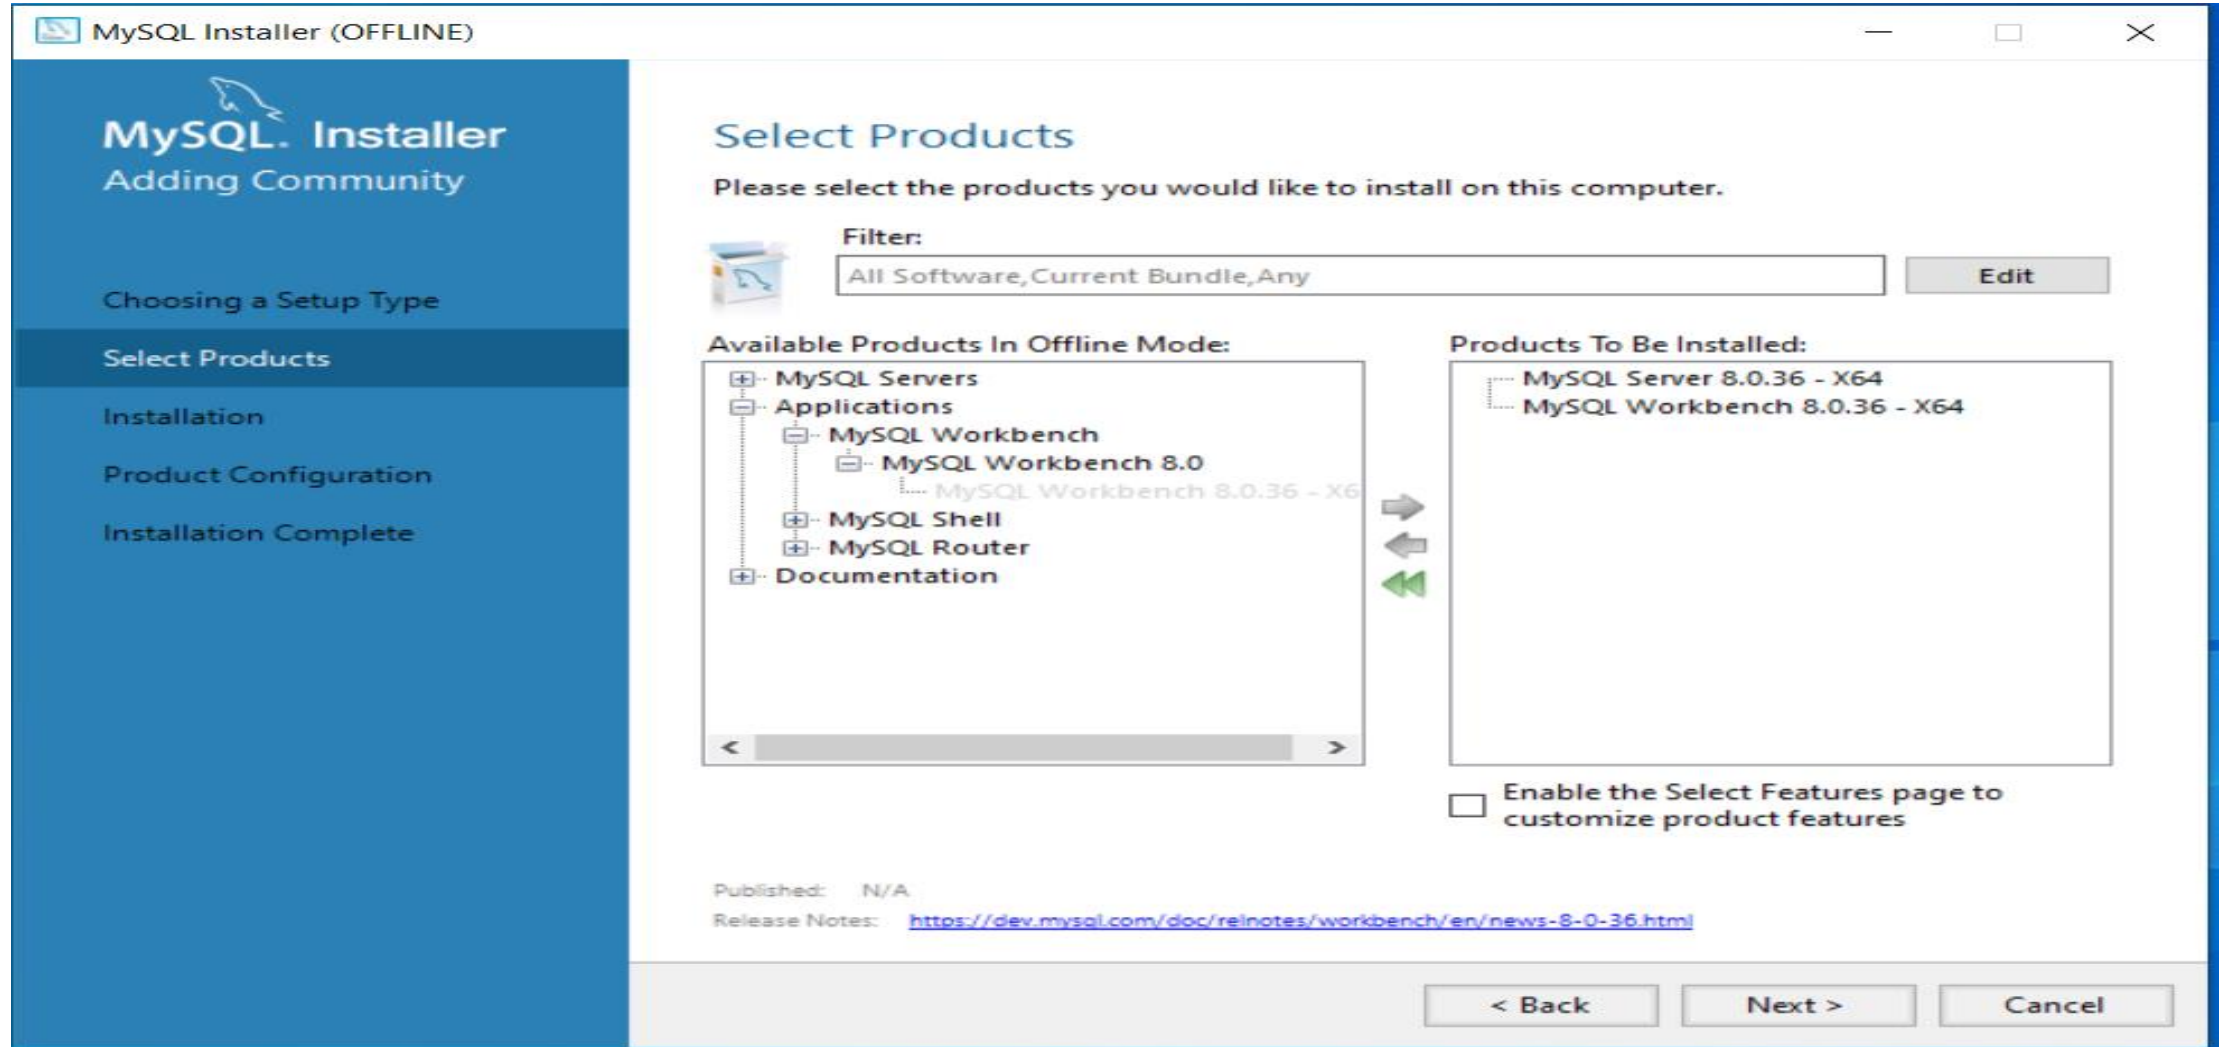 MySQL Installer (OFFLINE)
MySQL. Installer
Adding Community
Choosing a Setup Type
Select Products
Installation
Product Configuration
Installation Complete
Select Products
Please select the products you would like to install on this computer.
Filter:
All Software,Current Bundle,Any
Edit
Available Products In Offline Mode:
MySQL Servers
Applications
MySQL Workbench
MySQL Workbench 8.0
MySQL Workbench 8.0.36 - X6
MySQL Shell
MySQL Router
Documentation
Products To Be Installed:
MySQL Server 8.0.36 - X64
MySQL Workbench 8.0.36 - X64
Enable the Select Features page to
customize product features
Published: N/A
Release Notes: https://dev.mysql.com/doc/relnotes/workbench/en/news-8-0-36.html
< Back
Next >
Cancel